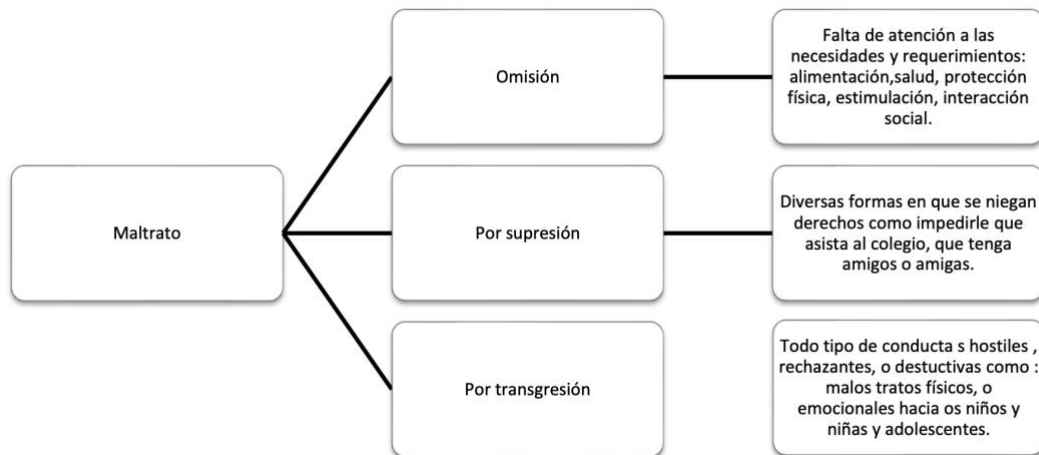 Maltrato
Omisión
Falta de atención a las
necesidades y requerimientos:
alimentación,salud, protección
física, estimulación, interacción
social.
Por supresión
Diversas formas en que se niegan
derechos como impedirle que
asista al colegio, que tenga
amigos o amigas.
Por transgresión
Todo tipo de conducta s hostiles ,
rechazantes, o destuctivas como :
malos tratos físicos, o
emocionales hacia os niños y
niñas y adolescentes.